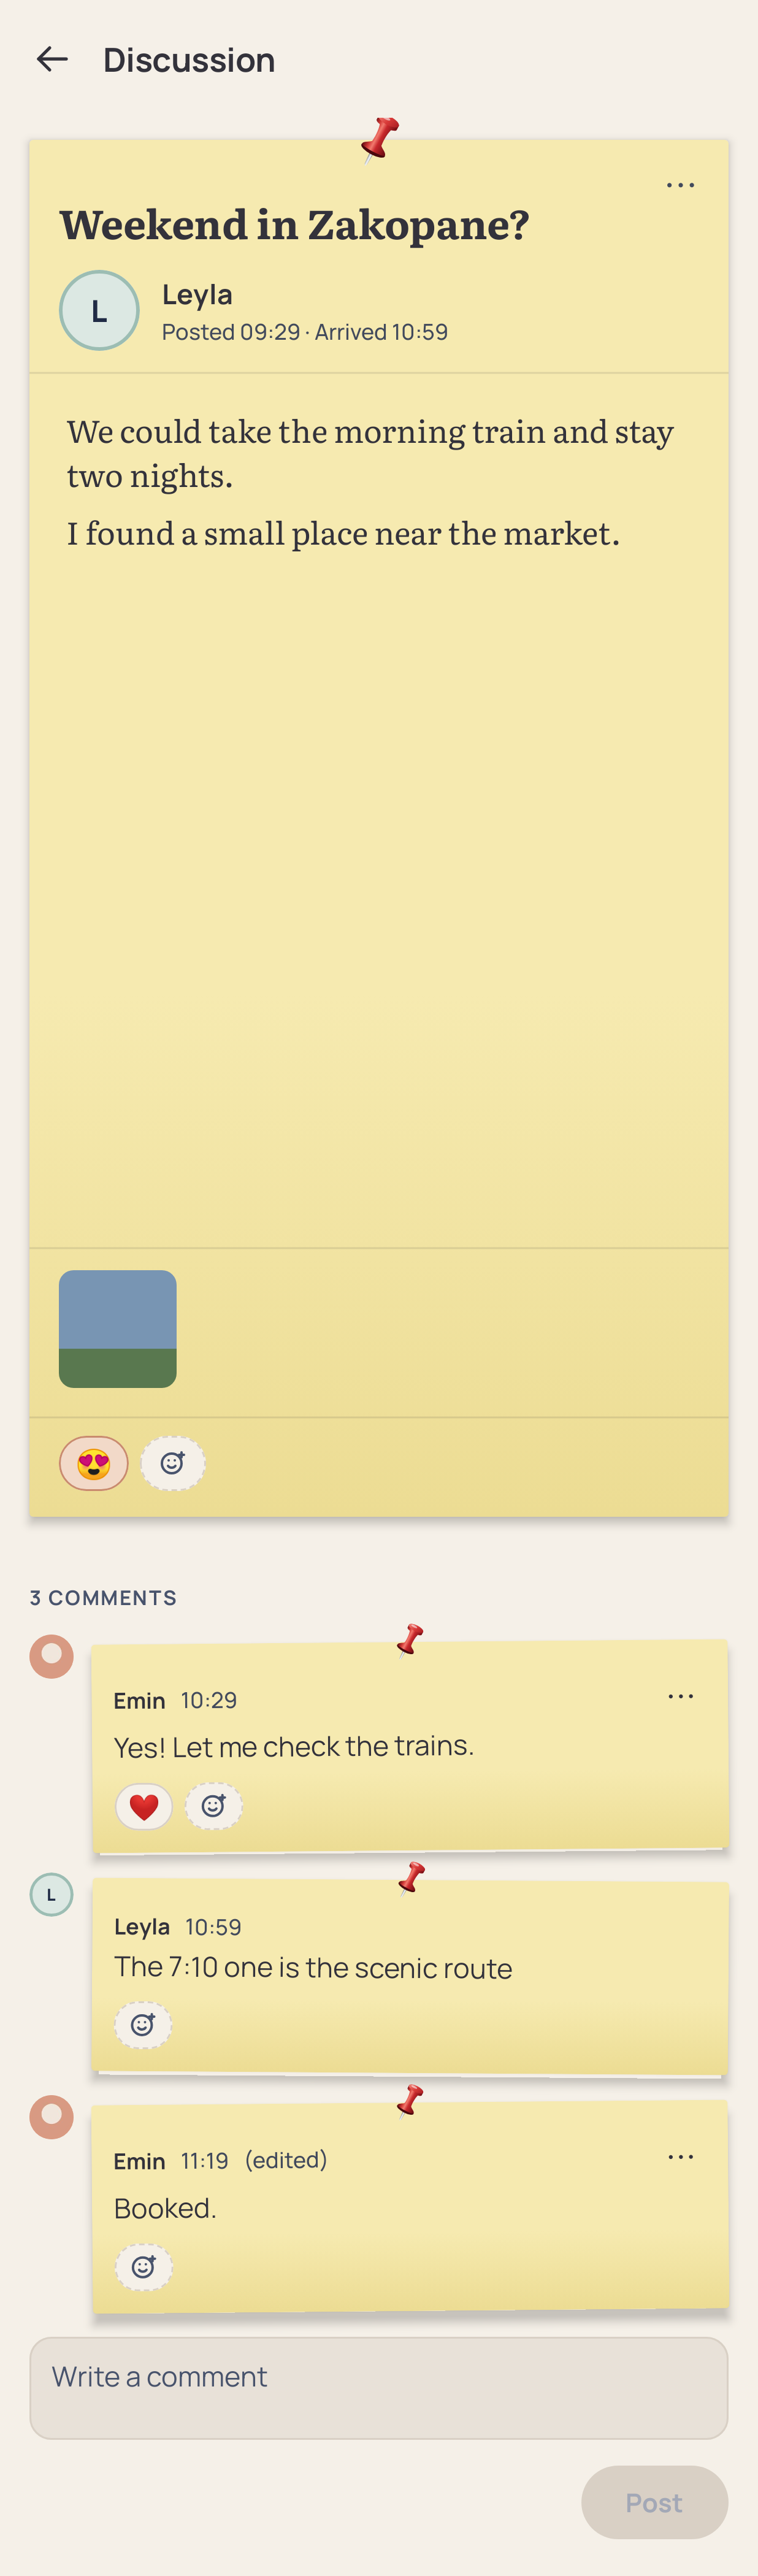 Discussion
Weekend in Zakopane?
L
Leyla
Posted 09:29 · Arrived 10:59
We could take the morning train and stay
two nights.
I found a small place near the market.
3 COMMENTS
Emin 10:29
Yes! Let me check the trains.
L
Leyla 10:59
The 7:10 one is the scenic route
Emin 11:19 (edited)
Booked.
Write a comment
Post